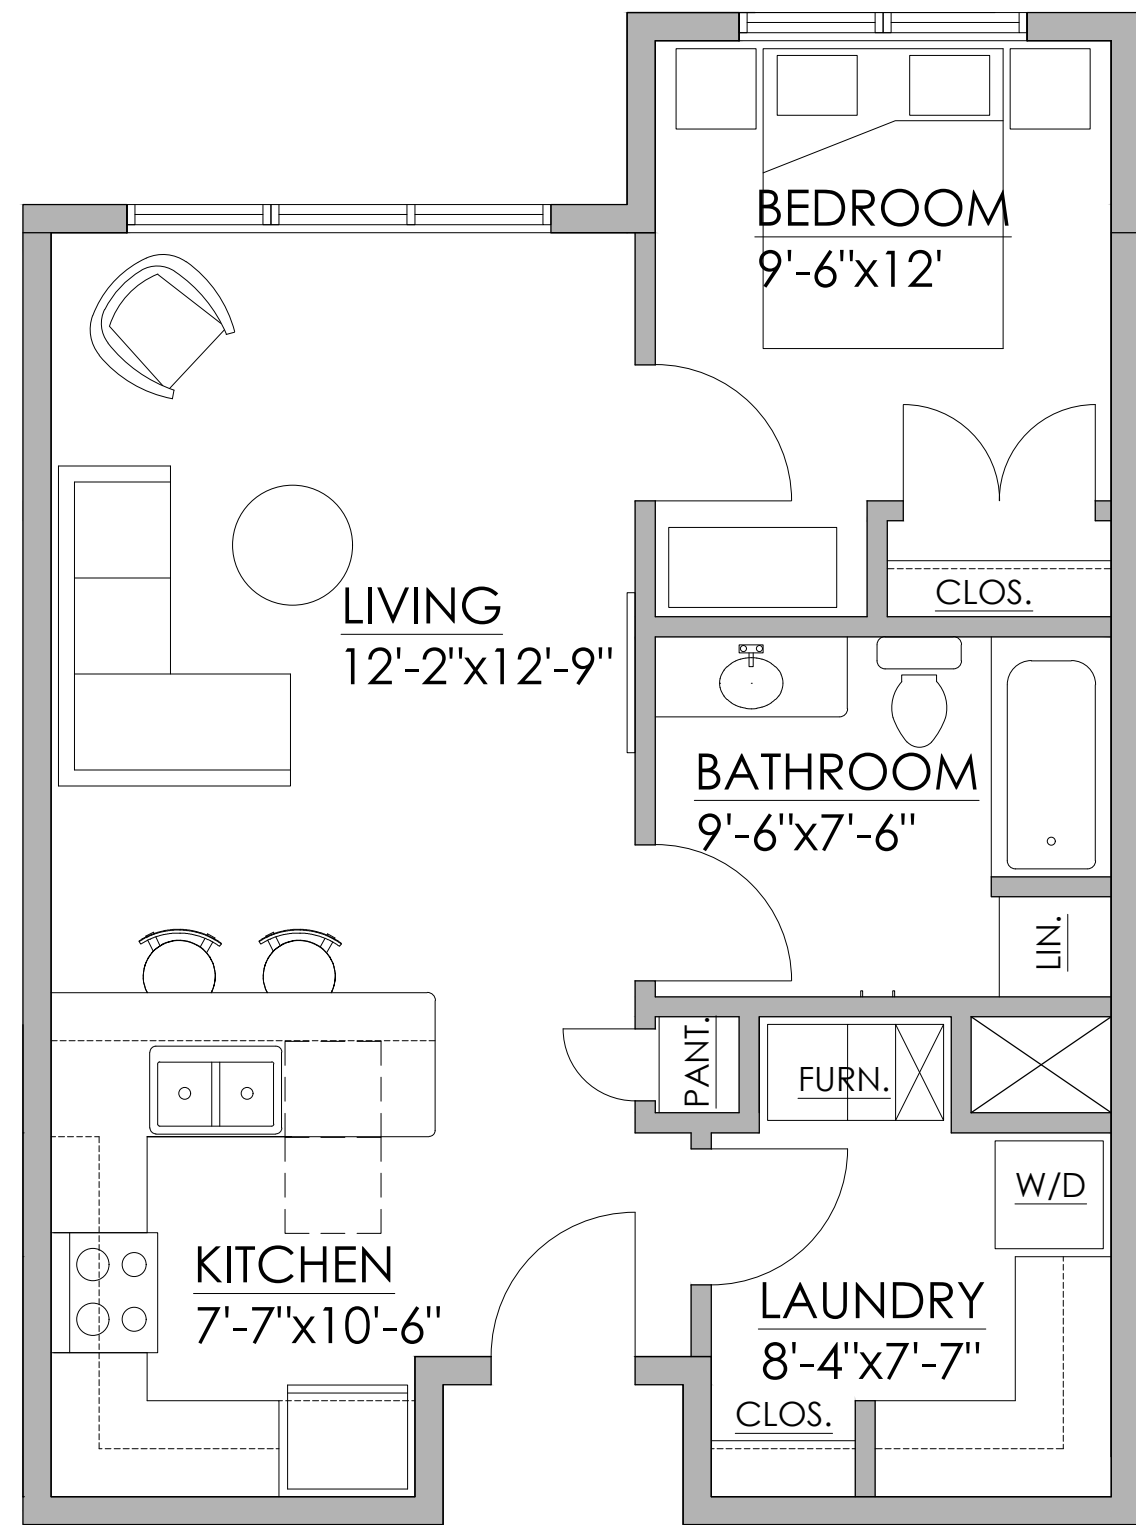 BEDROOM
9'-6"x12'
CLOS.
LIVING
12'-2"x12'-9"
BATHROOM
9'-6"x7'-6"
LIN.
PANT.
FURN.
W/D
KITCHEN
7'-7"x10'-6"
LAUNDRY
8'-4"x7'-7"
CLOS.